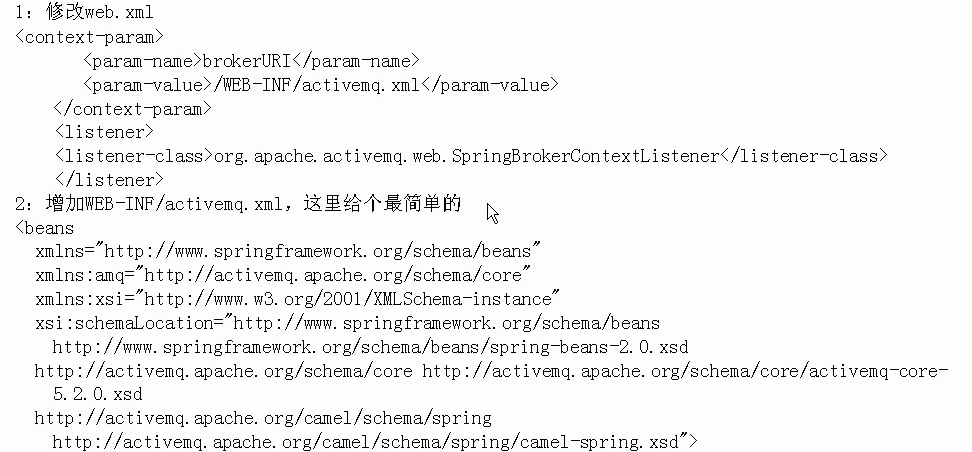 1：修改web.xml
<context-param>
<param-name>brokerURI</param-name>
<param-value>/WEB-INF/activemq.xml</param-value>
</context-param>
<listener>
<listener-class>org.apache.activemq.web.SpringBrokerContextListener</listener-class>
</listener>
2：增加WEB-INF/activemq.xml，这里给个最简单的
<beans
xmlns="http://www.springframework.org/schema/beans"
xmlns:amq="http://activemq.apache.org/schema/core"
xmlns:xsi="http://www.w3.org/2001/XMLSchema-instance"
xsi:schemaLocation="http://www.springframework.org/schema/beans
http://www.springframework.org/schema/beans/spring-beans-2.0.xsd
http://activemq.apache.org/schema/core http://activemq.apache.org/schema/core/activemq-core-
5.2.0.xsd
http://activemq.apache.org/camel/schema/spring
http://activemq.apache.org/camel/schema/spring/camel-spring.xsd">